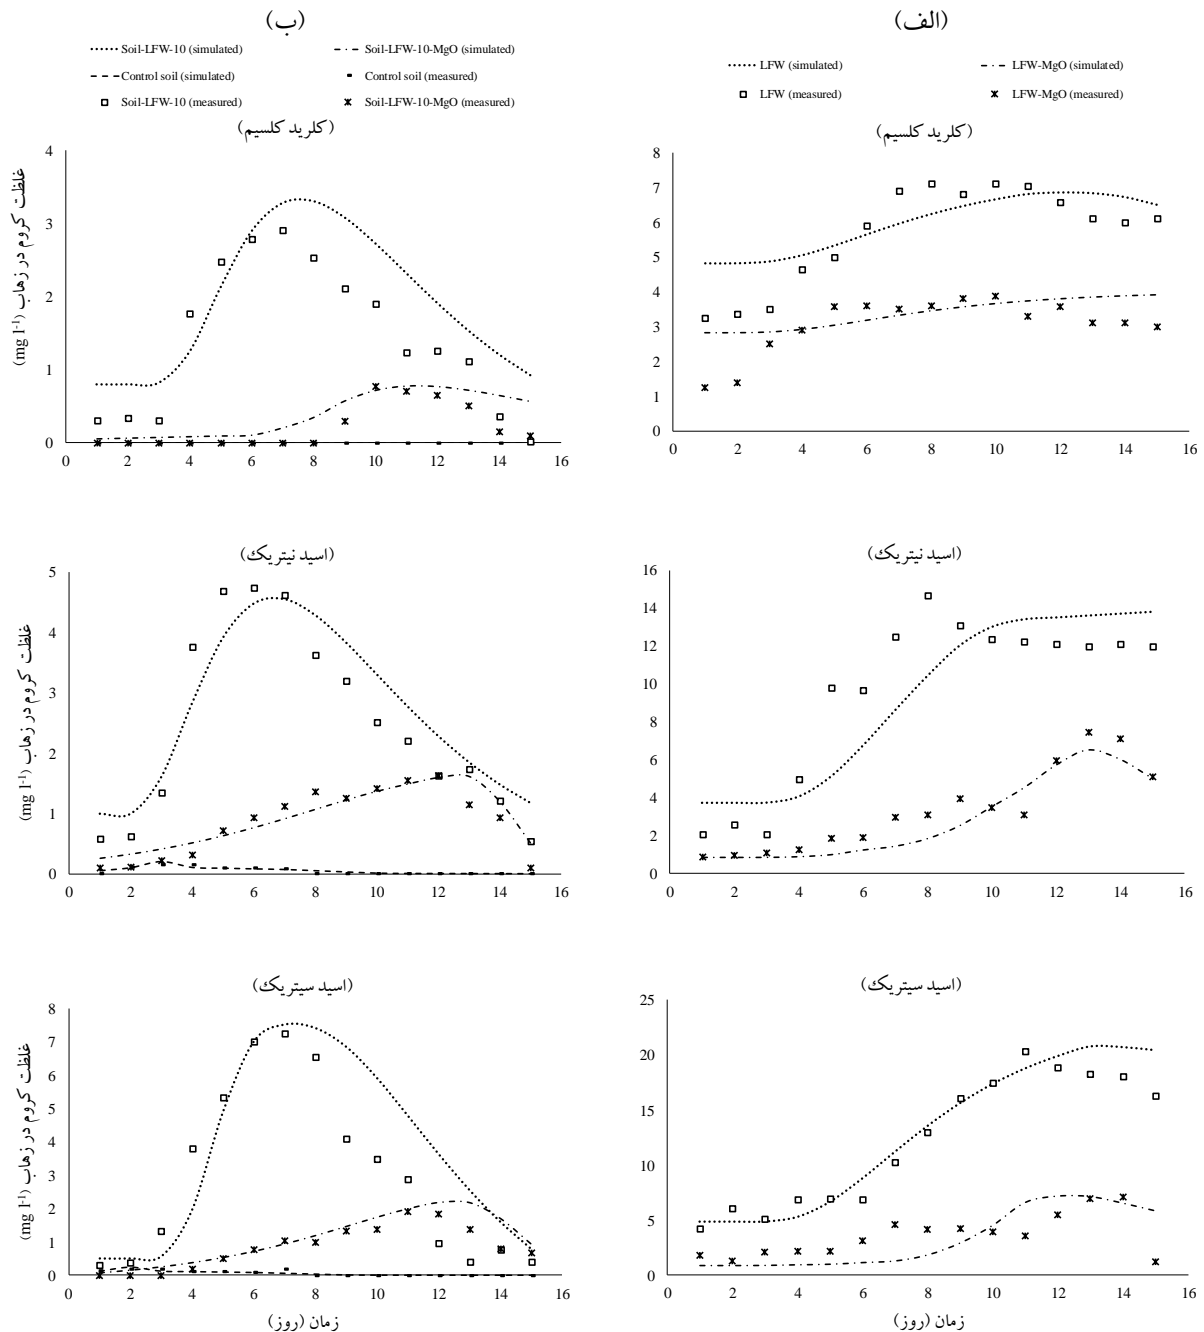 (ب)
Soil-LFW-10 (simulated)
Soil-LFW-10-MgO (simulated)
Control soil (simulated)
Control soil (measured)
Soil-LFW-10 (measured)
Soil-LFW-10-MgO (measured)
(کلرید کلسیم)
غلظت کروم در زهاب (mg l-1)
4
3
2
1
0
0 2 4 6 8 10 12 14 16
(الف)
LFW (simulated)
LFW-MgO (simulated)
LFW (measured)
LFW-MgO (measured)
(کلرید کلسیم)
8
7
6
5
4
3
2
1
0
0 2 4 6 8 10 12 14 16
(اسید نیتریک)
غلظت کروم در زهاب (mg l-1)
5
4
3
2
1
0
0 2 4 6 8 10 12 14 16
(اسید نیتریک)
16
14
12
10
8
6
4
2
0
0 2 4 6 8 10 12 14 16
(اسید سیتریک)
غلظت کروم در زهاب (mg l-1)
8
7
6
5
4
3
2
1
0
0 2 4 6 8 10 12 14 16
زمان (روز)
(اسید سیتریک)
25
20
15
10
5
0
0 2 4 6 8 10 12 14 16
زمان (روز)